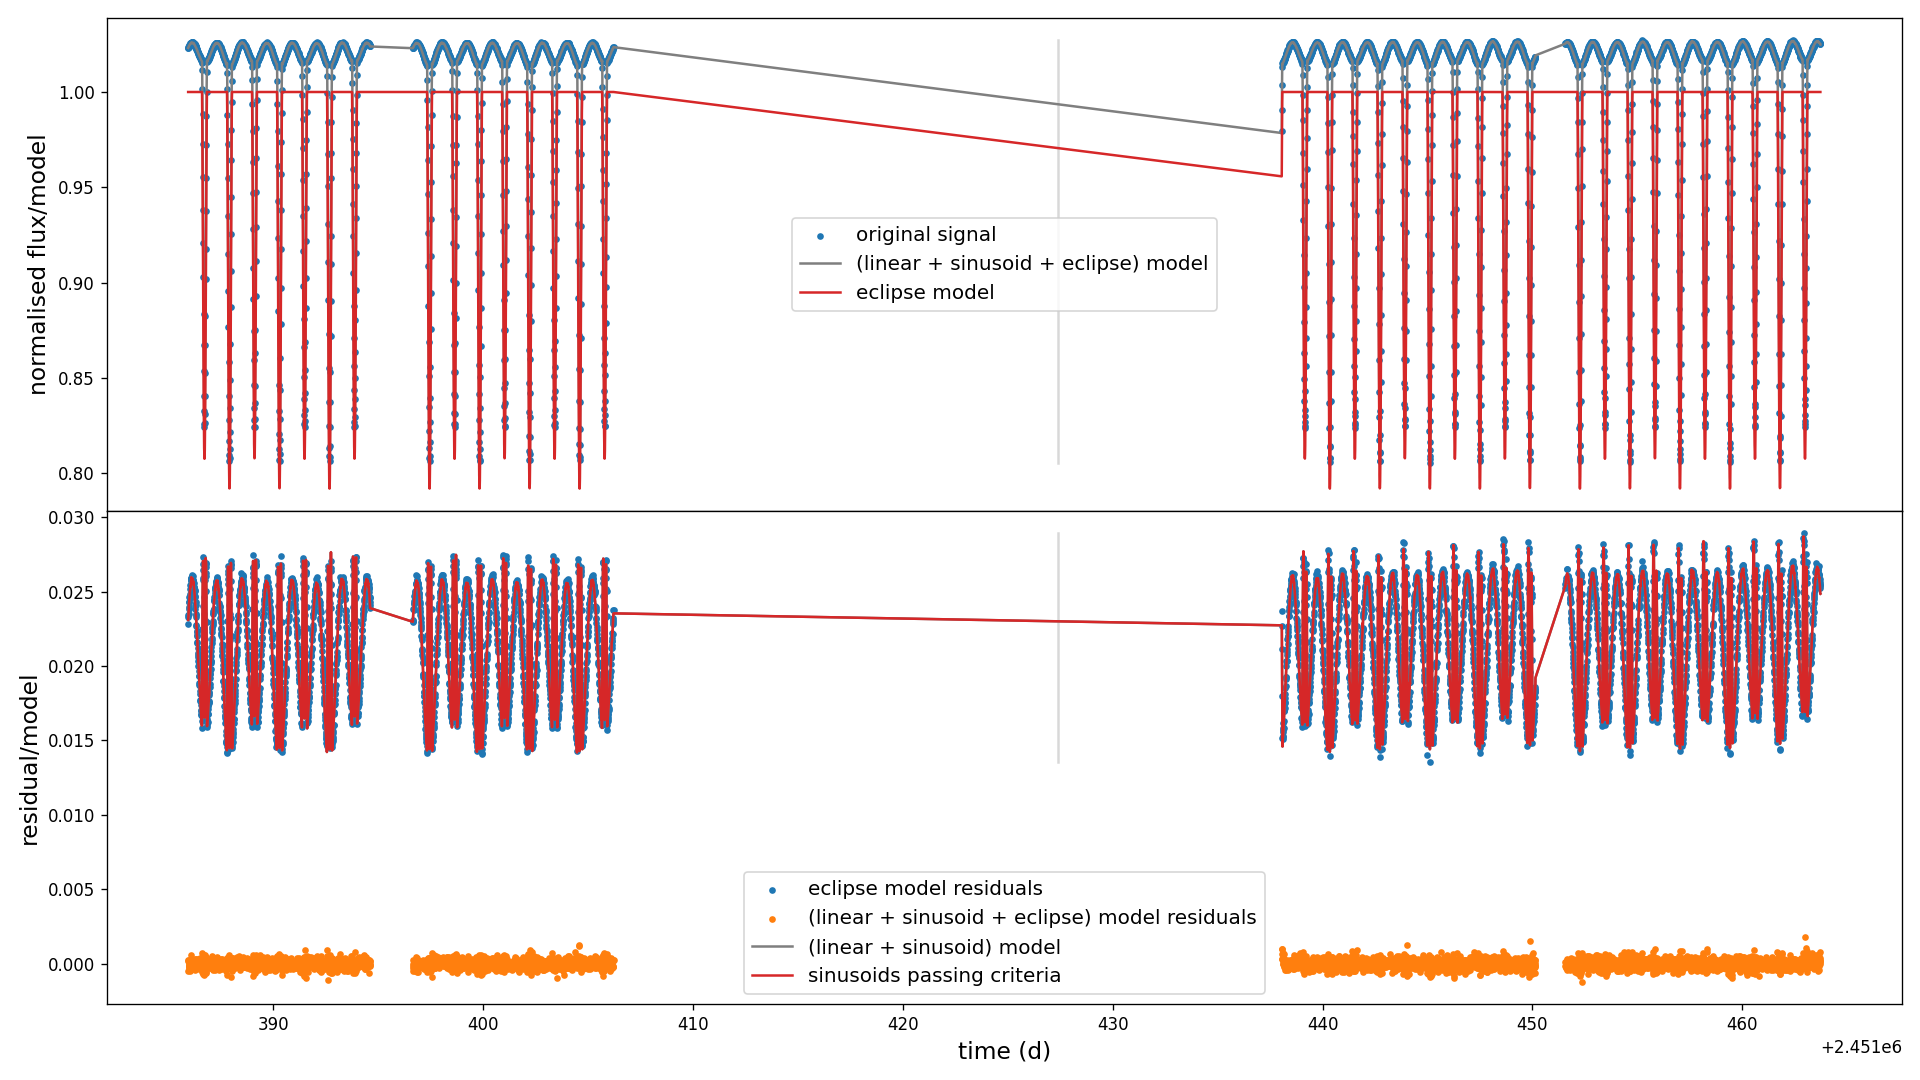 normalised flux/model
1.00
0.95
0.90
0.85
0.80
original signal
(linear + sinusoid + eclipse) model
eclipse model
residual/model
0.030
0.025
0.020
0.015
0.010
0.005
0.000
eclipse model residuals
(linear + sinusoid + eclipse) model residuals
(linear + sinusoid) model
sinusoids passing criteria
390 400 410 420 430 440 450 460
time (d)
+2.451e6